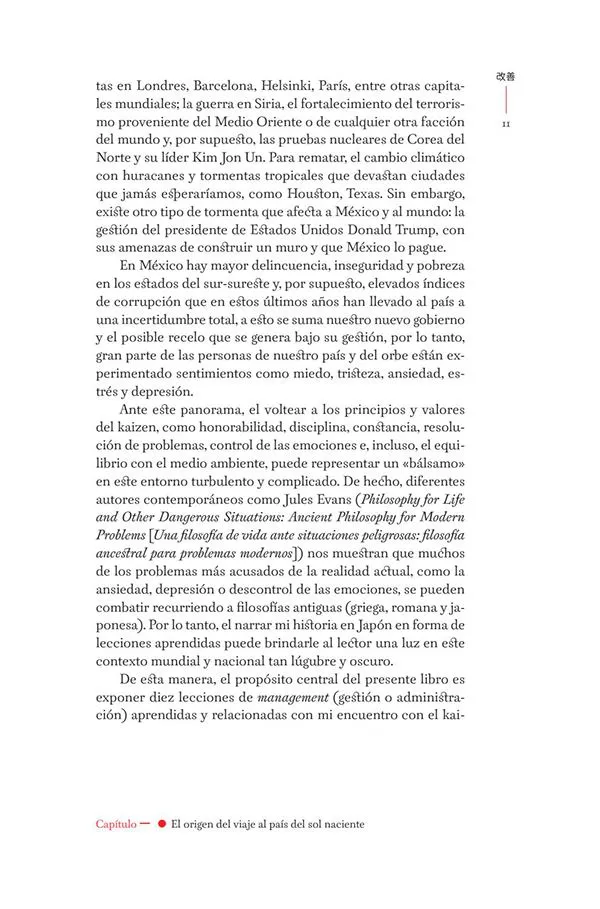 改善
11
tas en Londres, Barcelona, Helsinki, París, entre otras capita-
les mundiales; la guerra en Siria, el fortalecimiento del terroris-
mo proveniente del Medio Oriente o de cualquier otra facción
del mundo y, por supuesto, las pruebas nucleares de Corea del
Norte y su líder Kim Jon Un. Para rematar, el cambio climático
con huracanes y tormentas tropicales que devastan ciudades
que jamás esperaríamos, como Houston, Texas. Sin embargo,
existe otro tipo de tormenta que afecta a México y al mundo: la
gestión del presidente de Estados Unidos Donald Trump, con
sus amenazas de construir un muro y que México lo pague.
En México hay mayor delincuencia, inseguridad y pobreza
en los estados del sur-sureste y, por supuesto, elevados índices
de corrupción que en estos últimos años han llevado al país a
una incertidumbre total, a esto se suma nuestro nuevo gobierno
y el posible recelo que se genera bajo su gestión, por lo tanto,
gran parte de las personas de nuestro país y del orbe están ex-
perimentado sentimientos como miedo, tristeza, ansiedad, es-
trés y depresión.
Ante este panorama, el voltear a los principios y valores
del kaizen, como honorabilidad, disciplina, constancia, resolu-
ción de problemas, control de las emociones e, incluso, el equi-
librio con el medio ambiente, puede representar un «bálsamo»
en este entorno turbulento y complicado. De hecho, diferentes
autores contemporáneos como Jules Evans (Philosophy for Life
and Other Dangerous Situations: Ancient Philosophy for Modern
Problems [Una filosofía de vida ante situaciones peligrosas: filosofía
ancestral para problemas modernos]) nos muestran que muchos
de los problemas más acusados de la realidad actual, como la
ansiedad, depresión o descontrol de las emociones, se pueden
combatir recurriendo a filosofías antiguas (griega, romana y ja-
ponesa). Por lo tanto, el narrar mi historia en Japón en forma de
lecciones aprendidas puede brindarle al lector una luz en este
contexto mundial y nacional tan lúgubre y oscuro.
De esta manera, el propósito central del presente libro es
exponer diez lecciones de management (gestión o administra-
ción) aprendidas y relacionadas con mi encuentro con el kai-
Capítulo 一 ● El origen del viaje al país del sol naciente